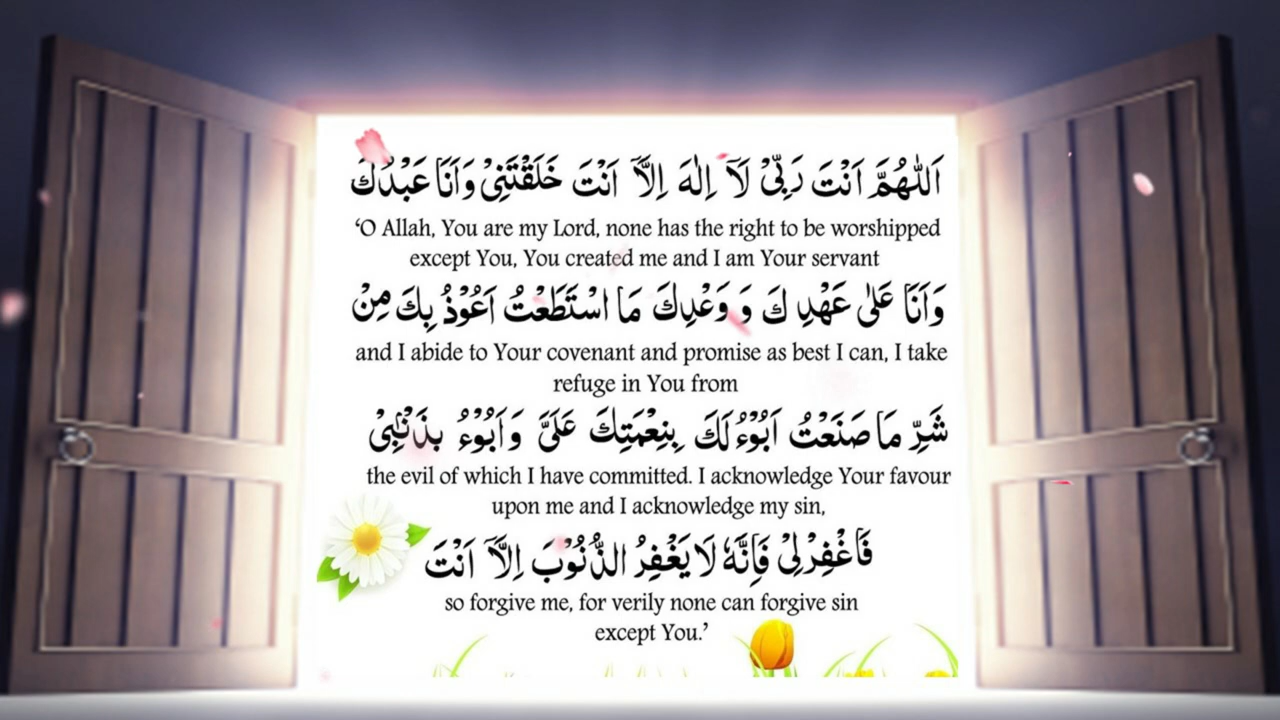 اَللّٰهُمَّ اَنْتَ رَبِّیْ لَآ اِلٰهَ اِلَّآ اَنْتَ خَلَقْتَنِیْ وَاَنَا عَبْدُكَ
‘O Allah, You are my Lord, none has the right to be worshipped
except You, You created me and I am Your servant
وَاَنَا عَلٰی عَهْدِ كَ وَ وَعْدِكَ مَا اسْتَطَعْتُ اَعُوْذُ بِكَ مِنْ
and I abide to Your covenant and promise as best I can, I take
refuge in You from
شَرِّ مَا صَنَعْتُ اَبُوْءُ لَكَ بِنِعْمَتِكَ عَلَیَّ وَاَبُوْءُ بِذَنْۢبِیْ
the evil of which I have committed. I acknowledge Your favour
upon me and I acknowledge my sin,
فَاغْفِرْلِیْ فَاِنَّهٗ لَا یَغْفِرُ الذُّنُوْبَ اِلَّآ اَنْتَ
so forgive me, for verily none can forgive sin
except You.’